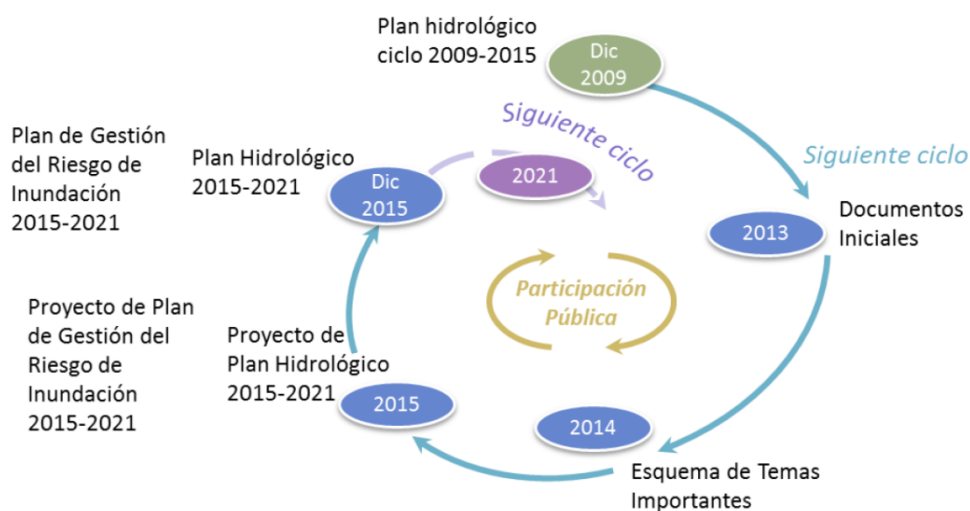 Plan hidrológico
ciclo 2009-2015
Dic
2009
Siguiente ciclo
2013
Documentos
Iniciales
2014
Esquema de Temas
Importantes
2015
Proyecto de
Plan Hidrológico
2015-2021
Proyecto de Plan
de Gestión del
Riesgo de
Inundación
2015-2021
Dic
2015
Plan Hidrológico
2015-2021
Plan de Gestión
del Riesgo de
Inundación
2015-2021
Siguiente ciclo
2021
Participación
Pública